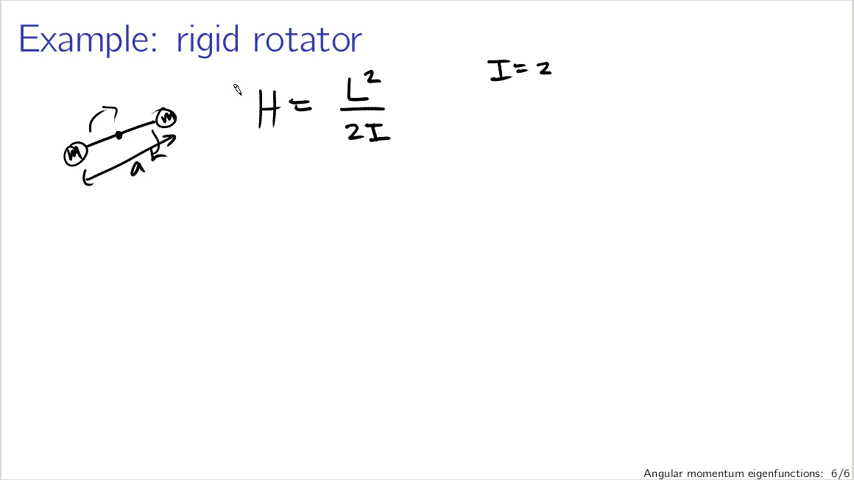 Example: rigid rotator
H = L²/2I
I = 2
m
m
a
Angular momentum eigenfunctions: 6/6